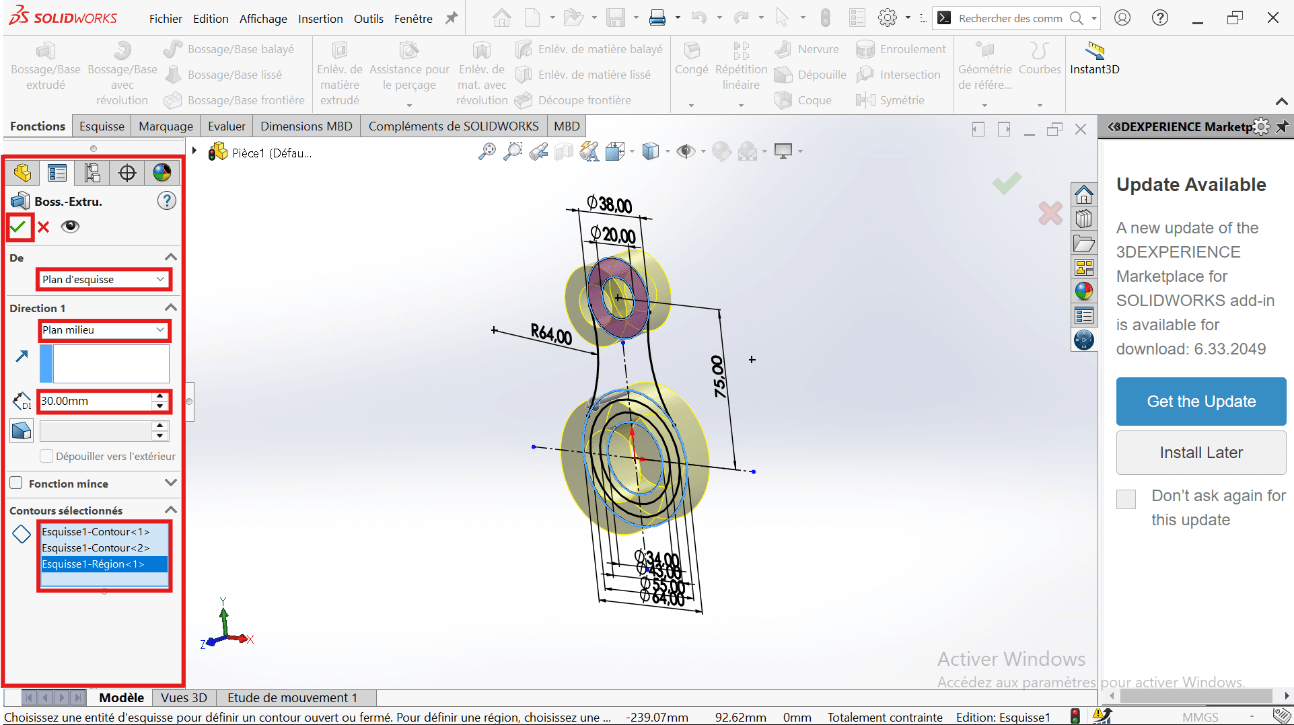 SOLIDWORKS
Fichier Edition Affichage Insertion Outils Fenêtre
Rechercher des comm
Bossage/Base extrudé
Bossage/Base avec révolution
Bossage/Base balayé
Bossage/Base lissé
Bossage/Base frontière
Enlèv. de matière extrudé
Assistance pour le perçage
Enlèv. de mat. avec révolution
Enlèv. de matière balayé
Enlèv. de matière lissé
Découpe frontière
Congé
Répétition linéaire
Nervure
Dépouille
Coque
Enroulement
Intersection
Symétrie
Géométrie de référe...
Courbes
Instant3D
Fonctions Esquisse Marquage Evaluer Dimensions MBD Compléments de SOLIDWORKS MBD
3DEXPERIENCE Marketp
Pièce1 (Défau...
Boss.-Extru.
De
Plan d'esquisse
Direction 1
Plan milieu
D1
30.00mm
Dépouiller vers l'extérieur
Fonction mince
Contours sélectionnés
Esquisse1-Contour<1>
Esquisse1-Contour<2>
Esquisse1-Région<1>
Ø38,00
Ø20,00
R64,00
75,00
Ø34,00
Ø43,00
Ø55,00
Ø64,00
Y
Z
X
Update Available
A new update of the
3DEXPERIENCE
Marketplace for
SOLIDWORKS add-in
is available for
download: 6.33.2049
Get the Update
Install Later
Don't ask again for
this update
Activer Windows
Accédez aux paramètres pour activer Windows.
Modèle Vues 3D Etude de mouvement 1
Choisissez une entité d'esquisse pour définir un contour ouvert ou fermé. Pour définir une région, choisissez une ... -239.07mm 92.62mm 0mm Totalement contrainte Edition: Esquisse1 MMGS